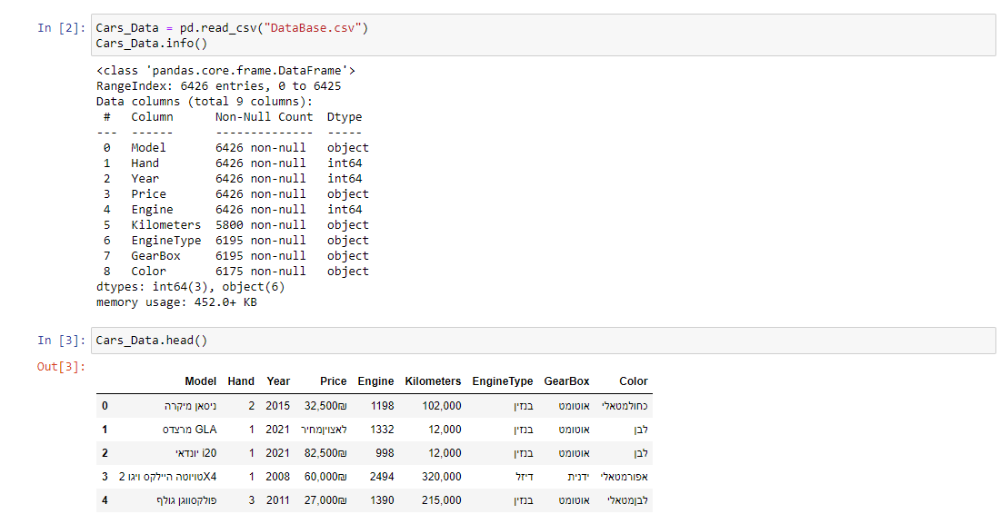 In [2]: Cars_Data = pd.read_csv("DataBase.csv")
Cars_Data.info()
<class 'pandas.core.frame.DataFrame'>
RangeIndex: 6426 entries, 0 to 6425
Data columns (total 9 columns):
# Column Non-Null Count Dtype
--- ------ -------------- -----
0 Model 6426 non-null object
1 Hand 6426 non-null int64
2 Year 6426 non-null int64
3 Price 6426 non-null object
4 Engine 6426 non-null int64
5 Kilometers 5800 non-null object
6 EngineType 6195 non-null object
7 GearBox 6195 non-null object
8 Color 6175 non-null object
dtypes: int64(3), object(6)
memory usage: 452.0+ KB
In [3]: Cars_Data.head()
Out[3]:
Model Hand Year Price Engine Kilometers EngineType GearBox Color
0 ניסאן מיקרה 2 2015 32,500₪ 1198 102,000 בנזין אוטומט כחולמטאלי
1 מרצדס GLA 1 2021 לאצויןמחיר 1332 12,000 בנזין אוטומט לבן
2 יונדאי i20 1 2021 82,500₪ 998 12,000 בנזין אוטומט לבן
3 טויוטה היילקס ויגו 2X4 1 2008 60,000₪ 2494 320,000 דיזל ידנית אפורמטאלי
4 פולקסווגן גולף 3 2011 27,000₪ 1390 215,000 בנזין אוטומט לבןמטאלי